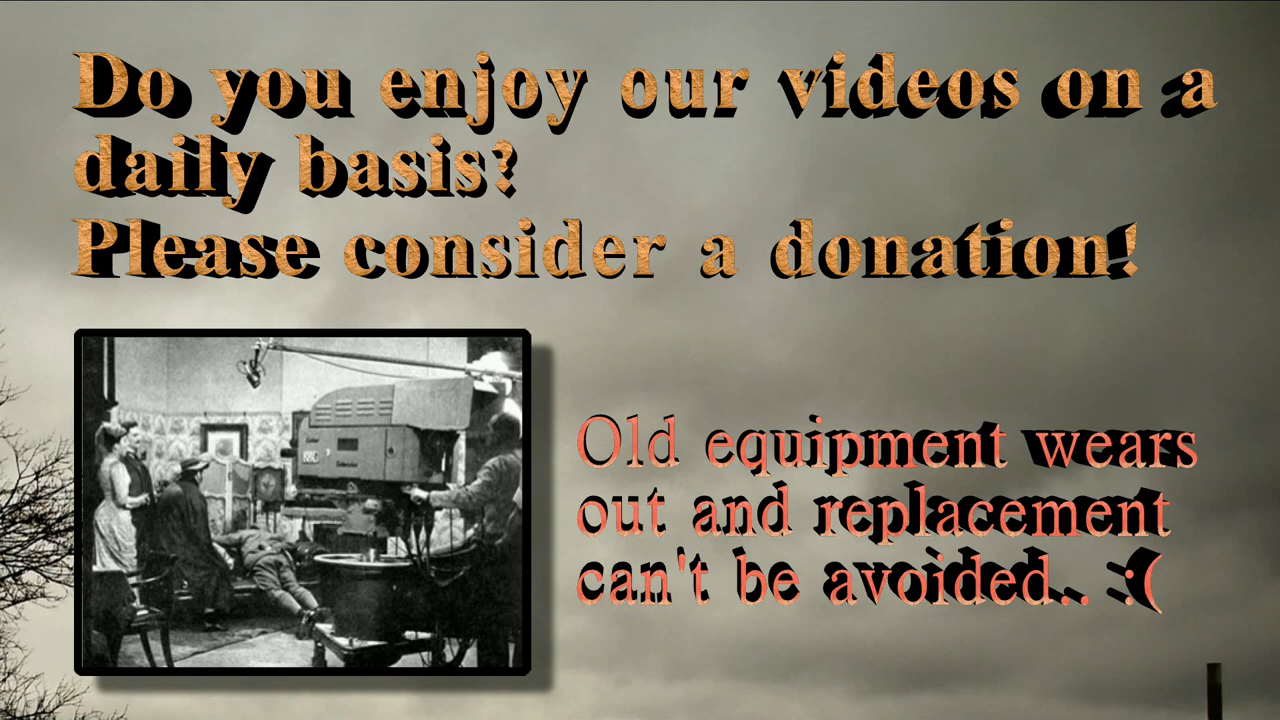 Do you enjoy our videos on a
daily basis?
Please consider a donation!
Old equipment wears
out and replacement
can't be avoided.. :(